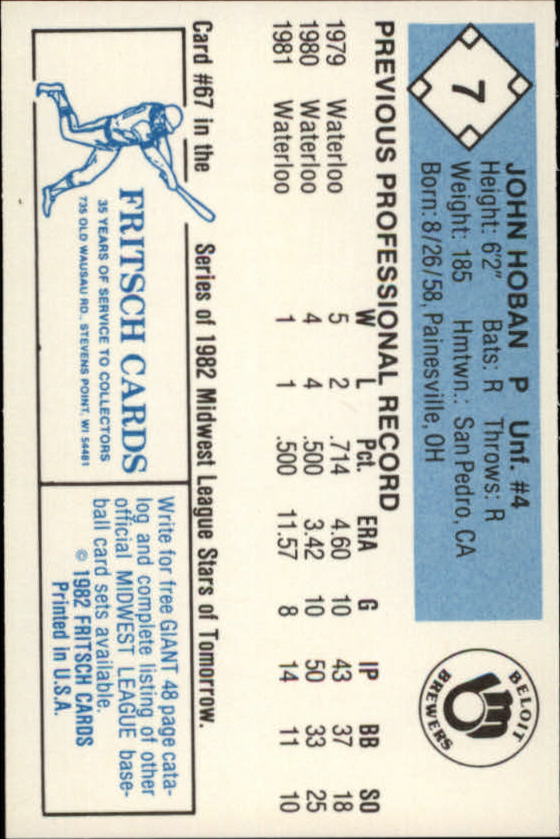 7
JOHN HOBAN P Unf. #4
Height: 6'2" Bats: R Throws: R
Weight: 185 Hmtwn.: San Pedro, CA
Born: 8/26/58, Painesville, OH
BELOIT
BREWERS
PREVIOUS PROFESSIONAL RECORD
W L Pct. ERA G IP BB SO
1979 Waterloo 5 2 .714 4.60 10 43 37 18
1980 Waterloo 4 4 .500 3.42 10 50 33 25
1981 Waterloo 1 1 .500 11.57 8 14 11 10
Card #67 in the Series of 1982 Midwest League Stars of Tomorrow.
FRITSCH CARDS
35 YEARS OF SERVICE TO COLLECTORS
735 OLD WAUSAU RD., STEVENS POINT, WI 54481
Write for free GIANT 48 page cata-
log and complete listing of other
official MIDWEST LEAGUE base-
ball card sets available.
© 1982 FRITSCH CARDS
Printed in U.S.A.